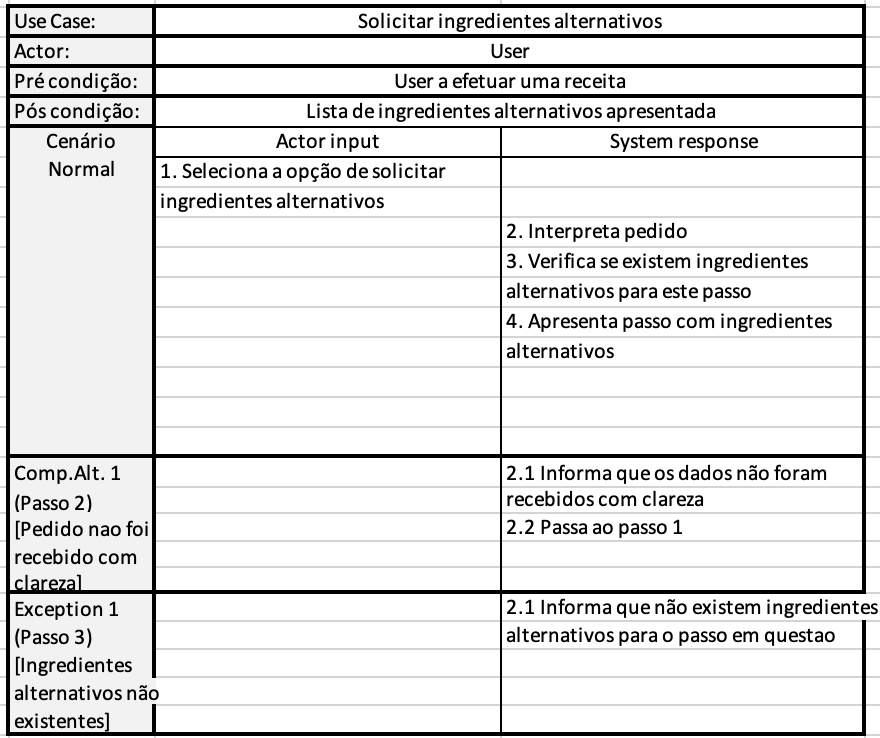 Use Case: Solicitar ingredientes alternativos
Actor: User
Pré condição: User a efetuar uma receita
Pós condição: Lista de ingredientes alternativos apresentada
Cenário
Normal
Actor input System response
1. Seleciona a opção de solicitar
ingredientes alternativos
2. Interpreta pedido
3. Verifica se existem ingredientes
alternativos para este passo
4. Apresenta passo com ingredientes
alternativos
Comp.Alt. 1
(Passo 2)
[Pedido nao foi
recebido com
clareza]
2.1 Informa que os dados não foram
recebidos com clareza
2.2 Passa ao passo 1
Exception 1
(Passo 3)
[Ingredientes
alternativos não
existentes]
2.1 Informa que não existem ingredientes
alternativos para o passo em questao